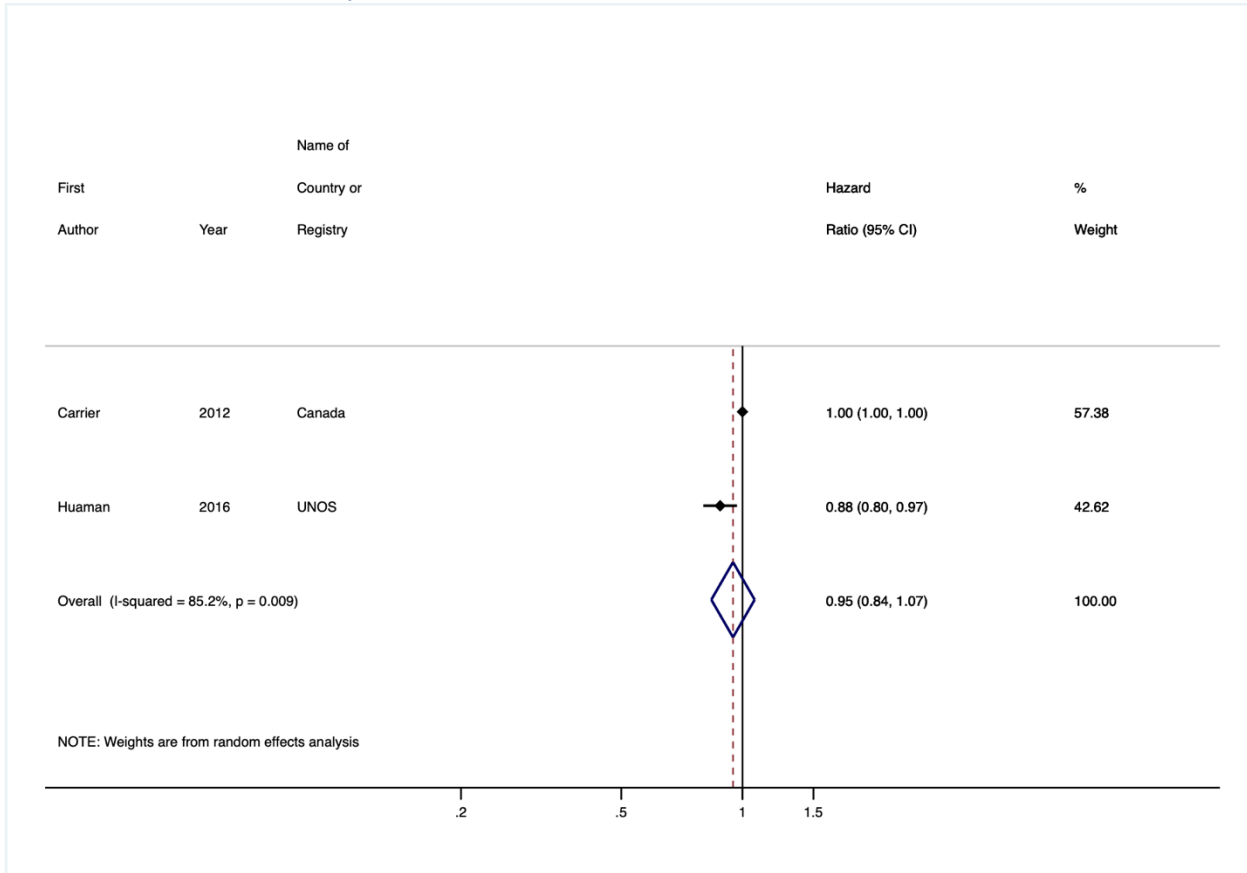 Name of
First Country or Hazard %
Author Year Registry Ratio (95% CI) Weight
Carrier 2012 Canada 1.00 (1.00, 1.00) 57.38
Huaman 2016 UNOS 0.88 (0.80, 0.97) 42.62
Overall (I-squared = 85.2%, p = 0.009) 0.95 (0.84, 1.07) 100.00
NOTE: Weights are from random effects analysis
.2 .5 1 1.5